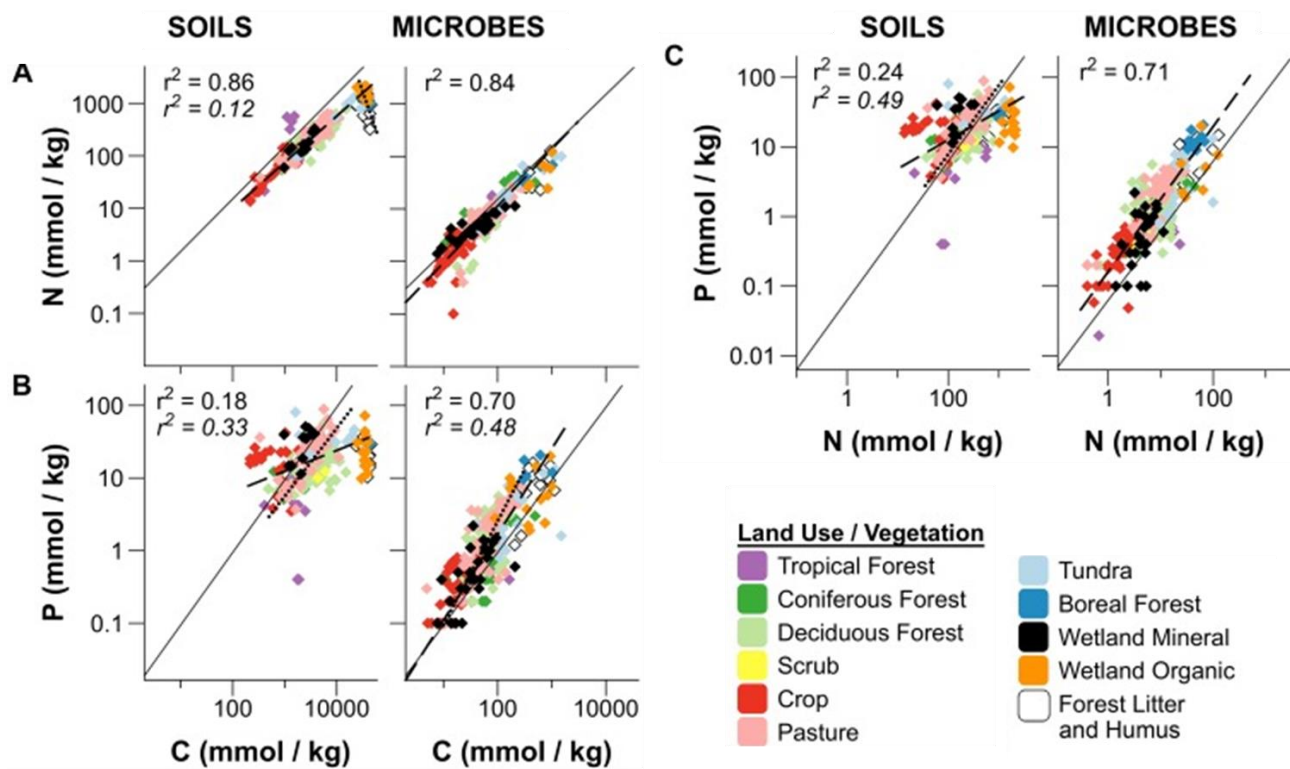 SOILS MICROBES
A
r² = 0.86
r² = 0.12
r² = 0.84
N (mmol / kg)
1000
100
10
1
0.1
B
r² = 0.18
r² = 0.33
r² = 0.70
r² = 0.48
P (mmol / kg)
100
10
1
0.1
100 10000 100 10000
C (mmol / kg) C (mmol / kg)
SOILS MICROBES
C
r² = 0.24
r² = 0.49
r² = 0.71
P (mmol / kg)
100
10
1
0.1
0.01
1 100 1 100
N (mmol / kg) N (mmol / kg)
Land Use / Vegetation
Tropical Forest
Coniferous Forest
Deciduous Forest
Scrub
Crop
Pasture
Tundra
Boreal Forest
Wetland Mineral
Wetland Organic
Forest Litter
and Humus